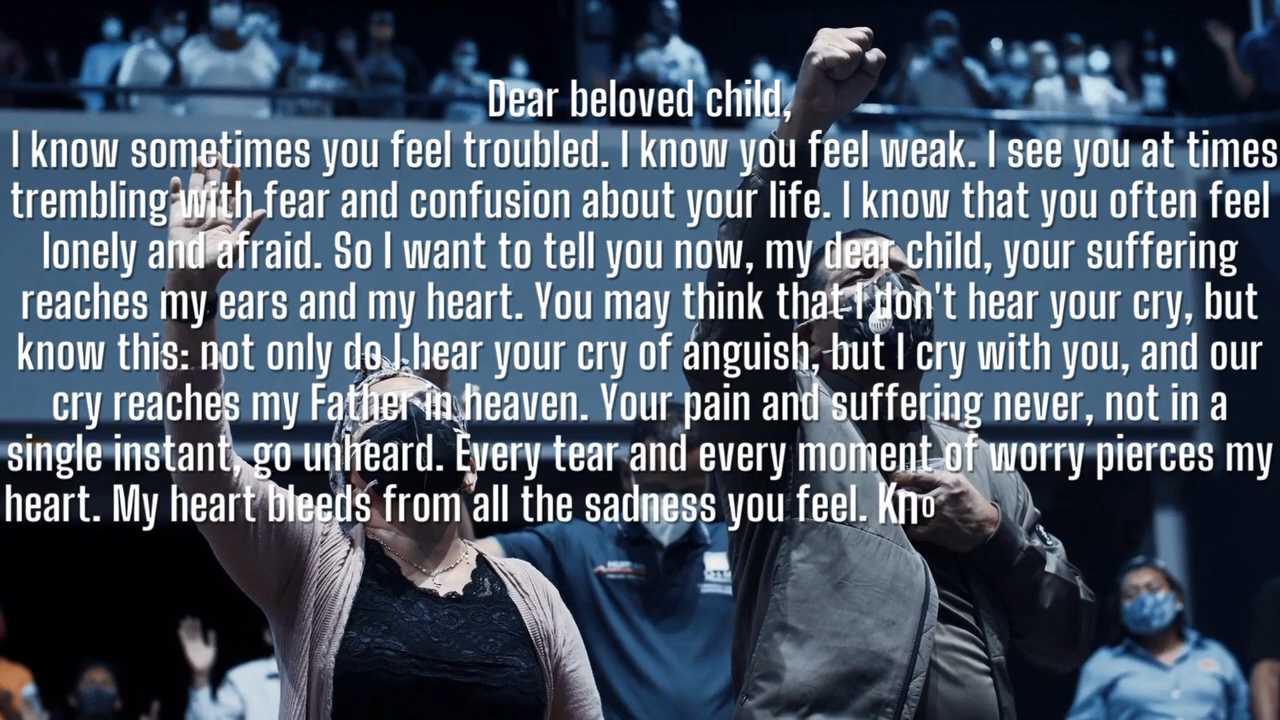 Dear beloved child,
I know sometimes you feel troubled. I know you feel weak. I see you at times
trembling with fear and confusion about your life. I know that you often feel
lonely and afraid. So I want to tell you now, my dear child, your suffering
reaches my ears and my heart. You may think that I don't hear your cry, but
know this: not only do I hear your cry of anguish, but I cry with you, and our
cry reaches my Father in heaven. Your pain and suffering never, not in a
single instant, go unheard. Every tear and every moment of worry pierces my
heart. My heart bleeds from all the sadness you feel. Kno